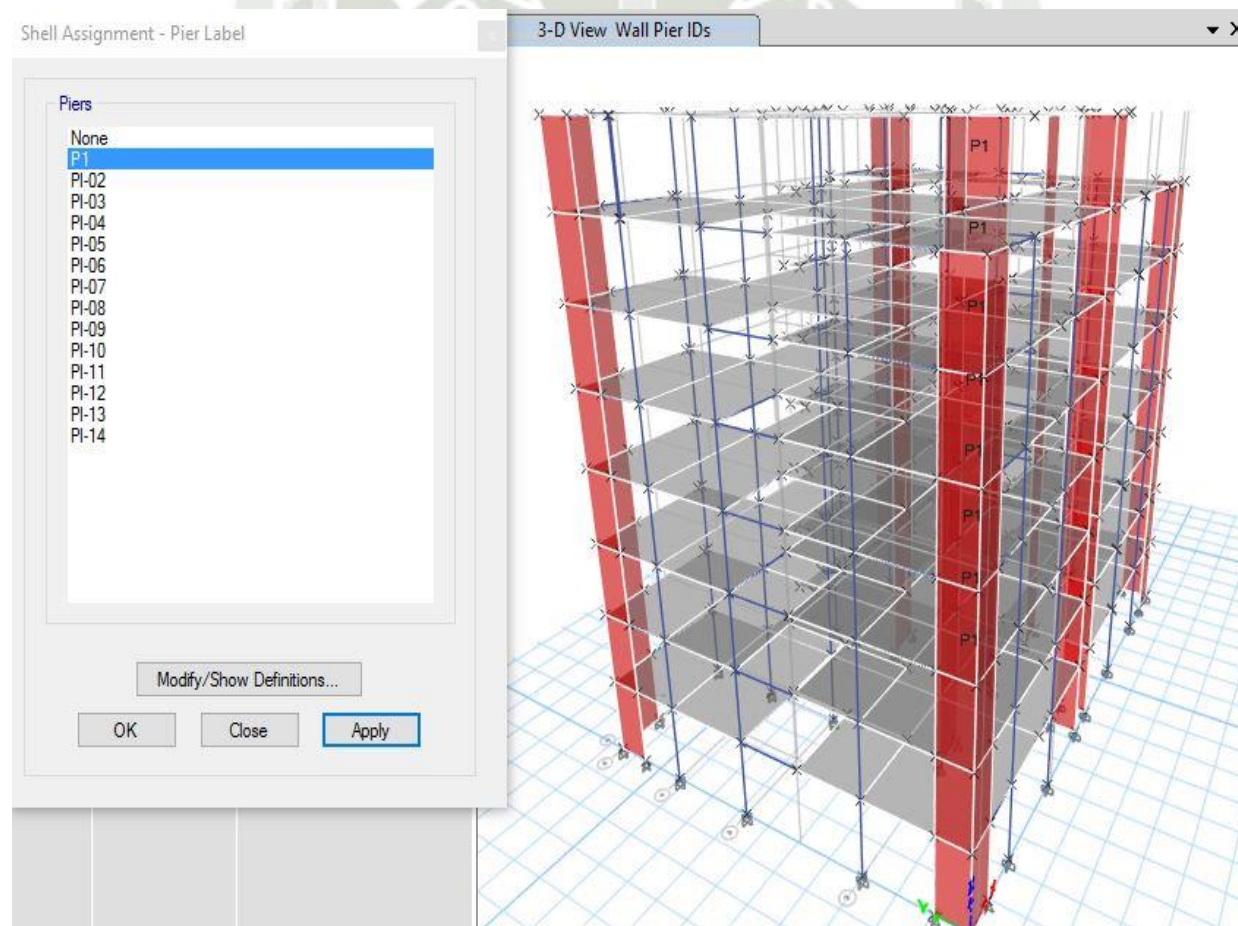 Shell Assignment - Pier Label
Piers
None
P1
PI-02
PI-03
PI-04
PI-05
PI-06
PI-07
PI-08
PI-09
PI-10
PI-11
PI-12
PI-13
PI-14
Modify/Show Definitions...
OK Close Apply
3-D View Wall Pier IDs
P1
P1
P1
P1
P1
P1
P1
P1
Y